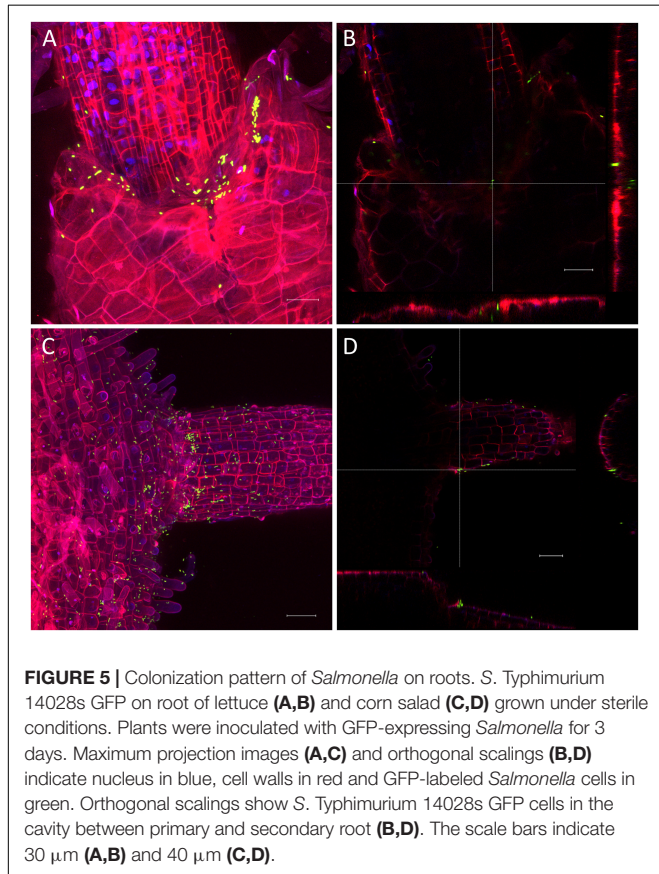 A
B
C
D
FIGURE 5 | Colonization pattern of Salmonella on roots. S. Typhimurium
14028s GFP on root of lettuce (A,B) and corn salad (C,D) grown under sterile
conditions. Plants were inoculated with GFP-expressing Salmonella for 3
days. Maximum projection images (A,C) and orthogonal scalings (B,D)
indicate nucleus in blue, cell walls in red and GFP-labeled Salmonella cells in
green. Orthogonal scalings show S. Typhimurium 14028s GFP cells in the
cavity between primary and secondary root (B,D). The scale bars indicate
30 μm (A,B) and 40 μm (C,D).